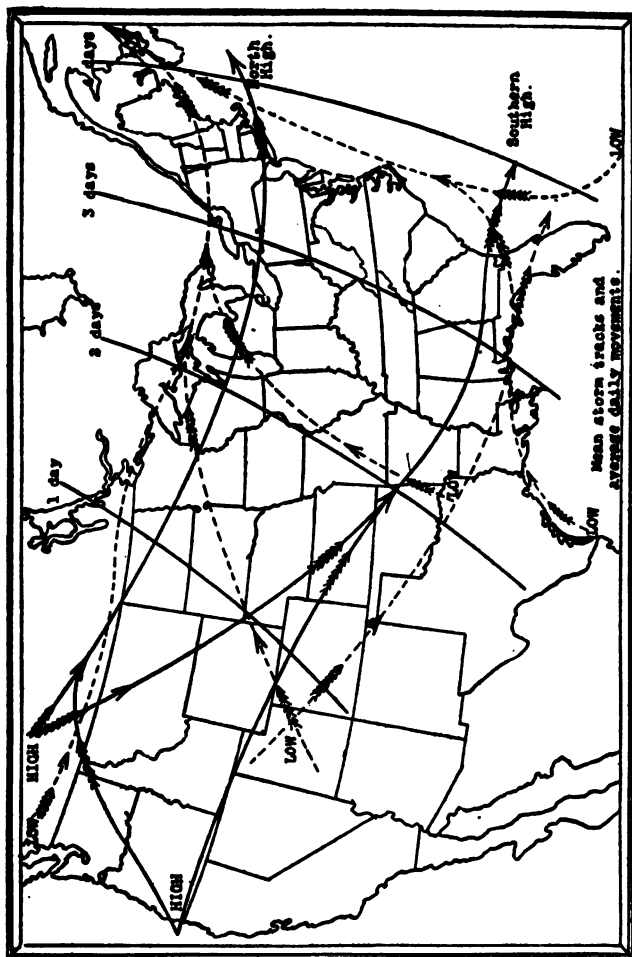 HIGH
LOW
HIGH
LOW
LOW
LOW
LOW
1 day
2 days
3 days
days
North
High.
Southern
High.
Mean storm tracks and
average daily movements.